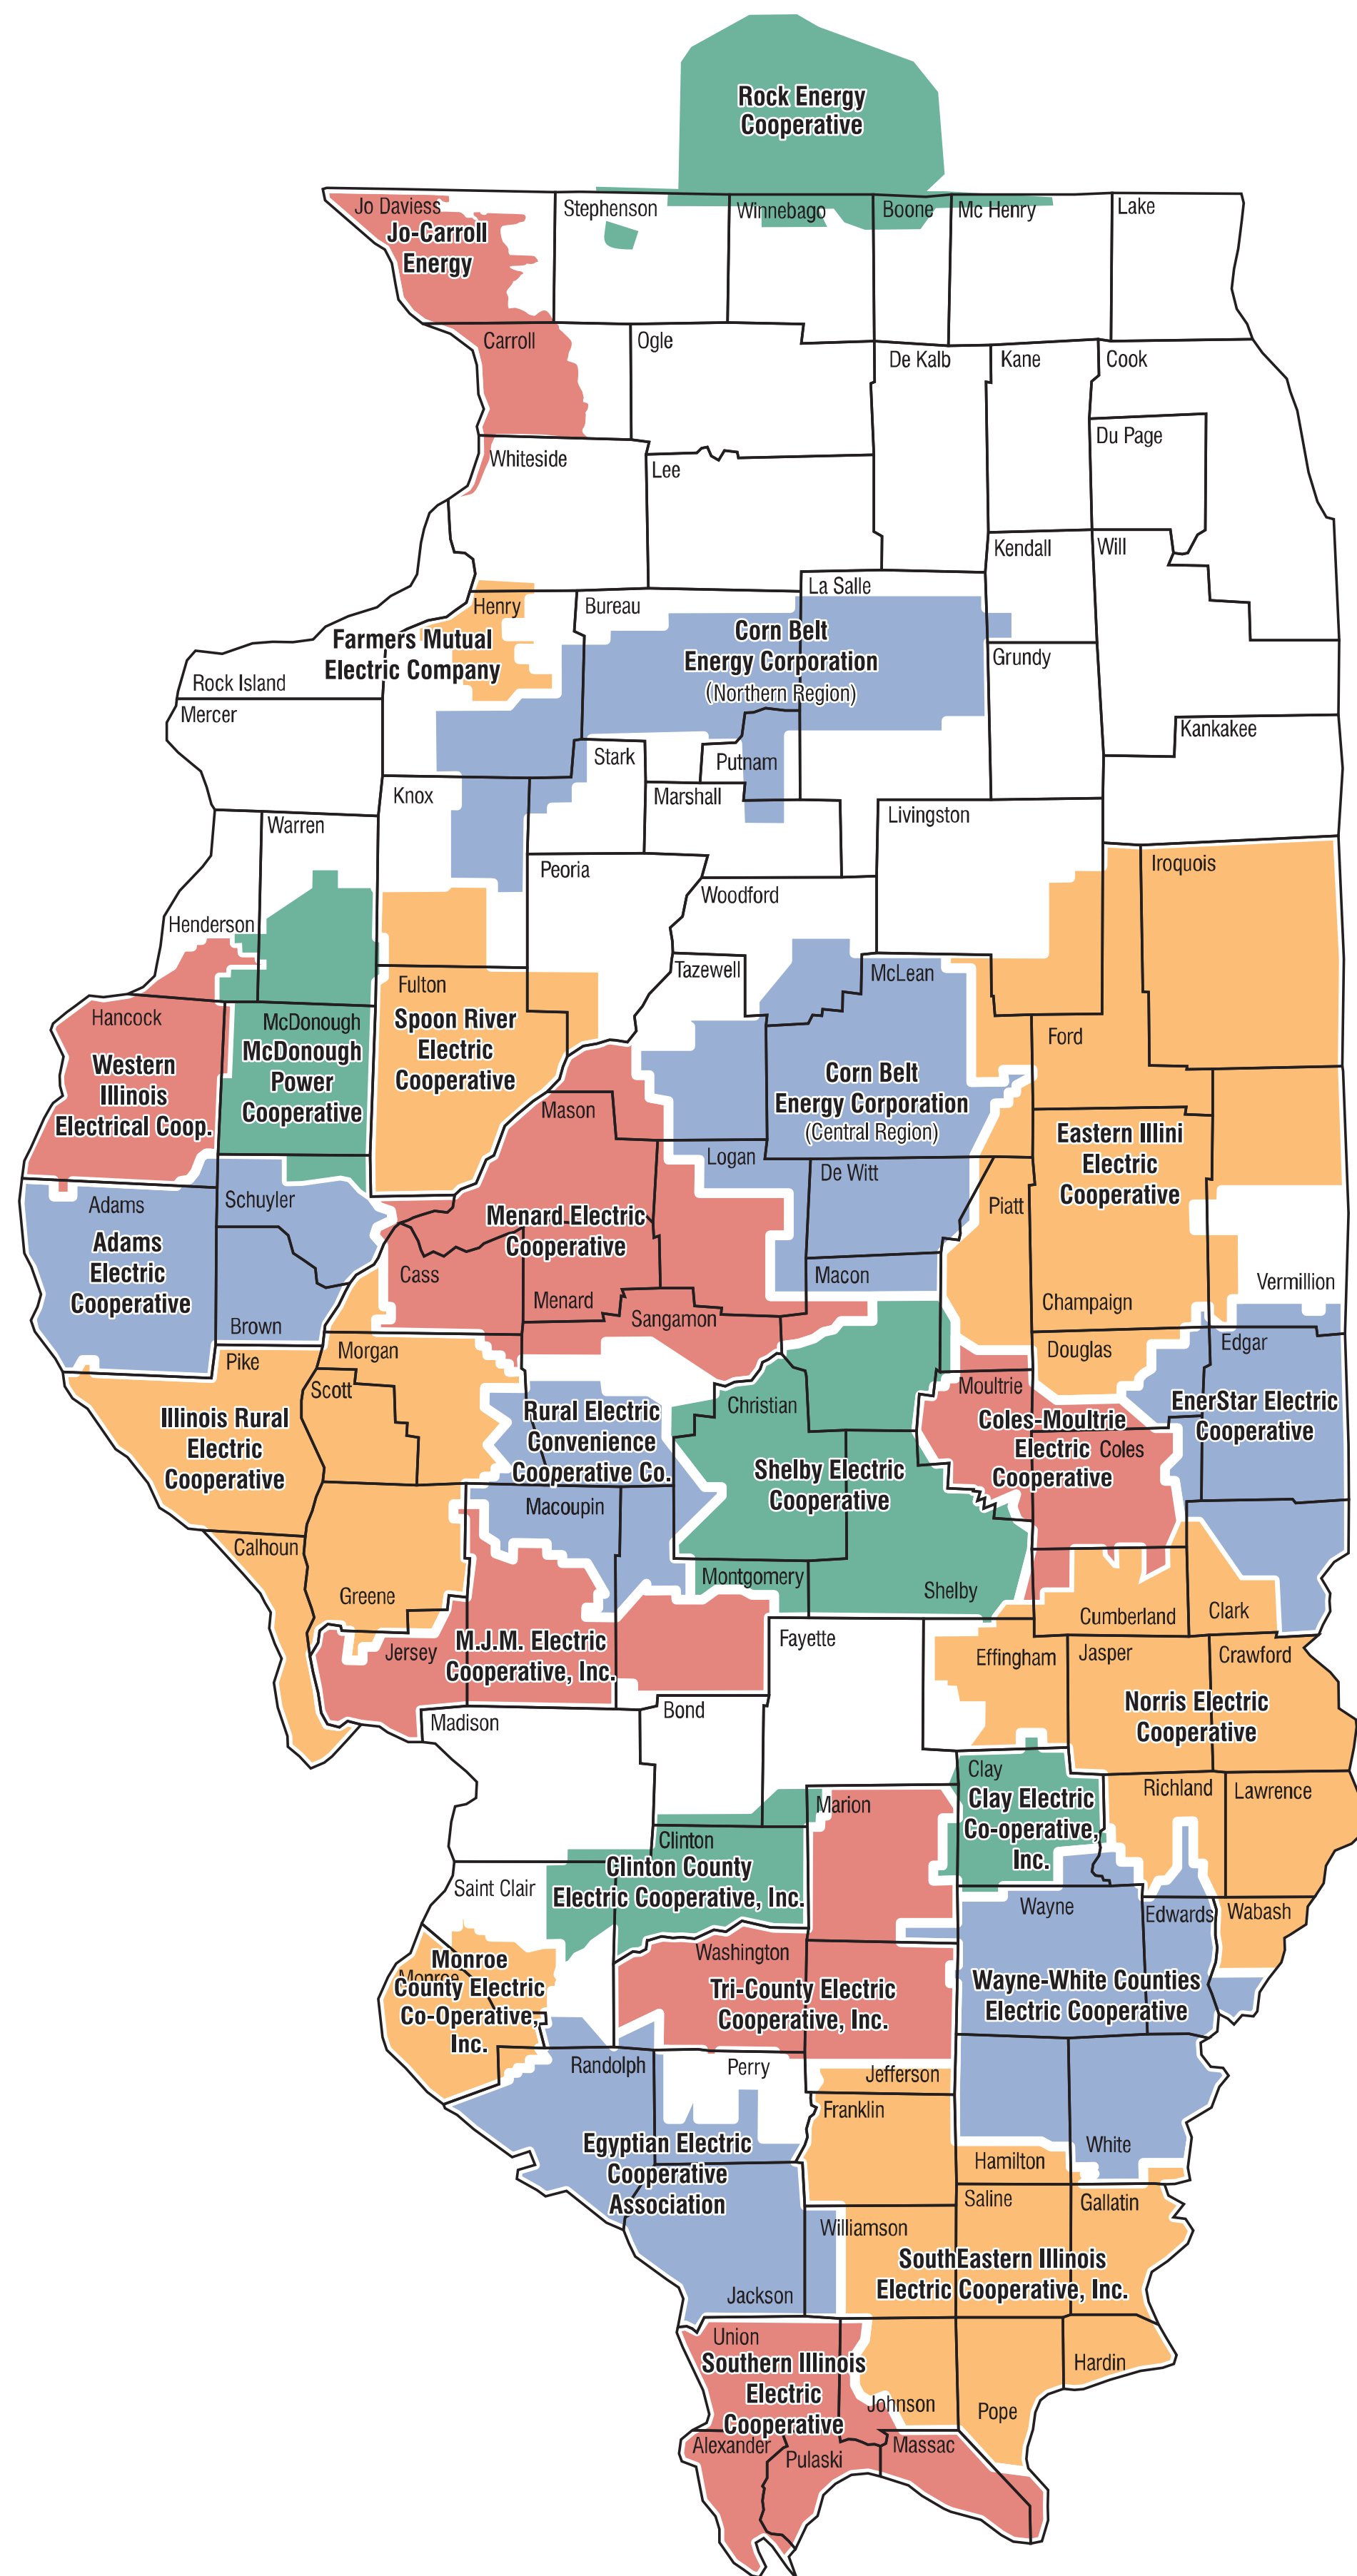 Rock Energy
Cooperative
Jo Daviess
Stephenson
Winnebago
Boone
Mc Henry
Lake
Jo-Carroll
Energy
Carroll
Ogle
De Kalb
Kane
Cook
Du Page
Whiteside
Lee
Kendall
Will
La Salle
Henry
Bureau
Farmers Mutual
Electric Company
Corn Belt
Energy Corporation
(Northern Region)
Grundy
Rock Island
Mercer
Kankakee
Stark
Putnam
Knox
Marshall
Livingston
Warren
Peoria
Iroquois
Woodford
Henderson
Tazewell
McLean
Fulton
Hancock
McDonough
Spoon River
Electric
Cooperative
Ford
McDonough
Power
Cooperative
Western
Illinois
Electrical Coop.
Corn Belt
Energy Corporation
(Central Region)
Mason
Eastern Illini
Electric
Cooperative
Logan
De Witt
Schuyler
Adams
Piatt
Menard Electric
Cooperative
Adams
Electric
Cooperative
Cass
Macon
Vermillion
Menard
Champaign
Sangamon
Brown
Morgan
Douglas
Edgar
Pike
Scott
Moultrie
Christian
EnerStar Electric
Cooperative
Illinois Rural
Electric
Cooperative
Rural Electric
Convenience
Cooperative Co.
Coles-Moultrie
Electric
Cooperative
Coles
Shelby Electric
Cooperative
Macoupin
Calhoun
Montgomery
Shelby
Greene
Cumberland
Clark
Fayette
M.J.M. Electric
Cooperative, Inc.
Jersey
Effingham
Jasper
Crawford
Norris Electric
Cooperative
Madison
Bond
Clay
Richland
Lawrence
Clay Electric
Co-operative,
Inc.
Marion
Clinton
Clinton County
Electric Cooperative, Inc.
Saint Clair
Wayne
Edwards
Wabash
Washington
Monroe
Monroe
County Electric
Co-Operative,
Inc.
Tri-County Electric
Cooperative, Inc.
Wayne-White Counties
Electric Cooperative
Randolph
Perry
Jefferson
Franklin
White
Egyptian Electric
Cooperative
Association
Hamilton
Saline
Gallatin
Williamson
SouthEastern Illinois
Electric Cooperative, Inc.
Jackson
Union
Southern Illinois
Electric
Cooperative
Hardin
Johnson
Pope
Alexander
Pulaski
Massac